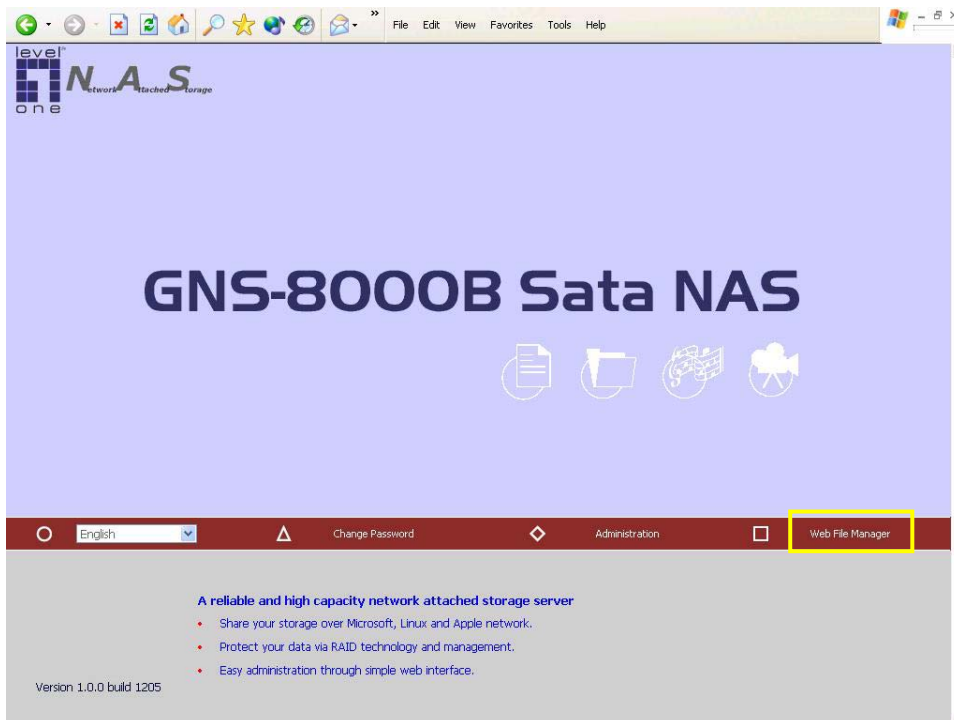 » File Edit View Favorites Tools Help
level
one
Network Attached Storage
GNS-8000B Sata NAS
English Change Password Administration Web File Manager
A reliable and high capacity network attached storage server
• Share your storage over Microsoft, Linux and Apple network.
• Protect your data via RAID technology and management.
• Easy administration through simple web interface.
Version 1.0.0 build 1205